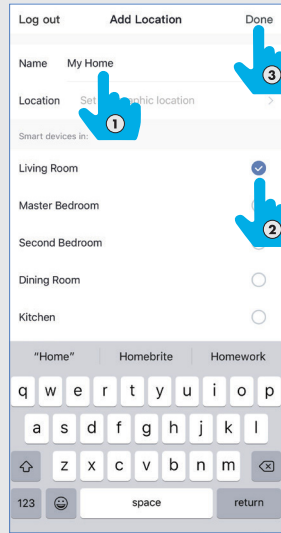 Log out Add Location Done
3
Name My Home
Location Set geographic location
1
Smart devices in:
Living Room
Master Bedroom
2
Second Bedroom
Dining Room
Kitchen
"Home" Homebrite Homework
q w e r t y u i o p
a s d f g h j k l
z x c v b n m
123 space return